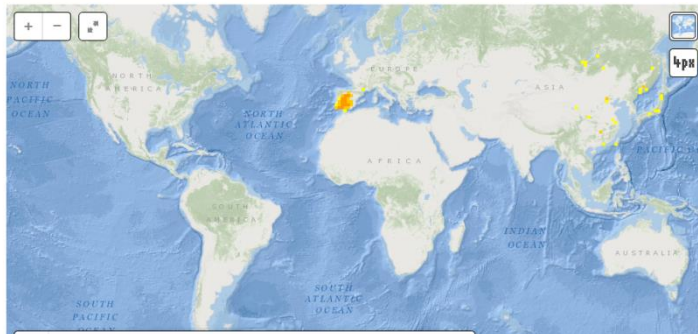 + −
4px
NORTH
AMERICA
EUROPE
ASIA
NORTH
PACIFIC
OCEAN
NORTH
ATLANTIC
OCEAN
AFRICA
PACIFIC
SOUTH
AMERICA
INDIAN
OCEAN
AUSTRALIA
SOUTH
ATLANTIC
OCEAN
SOUTH
PACIFIC
OCEAN